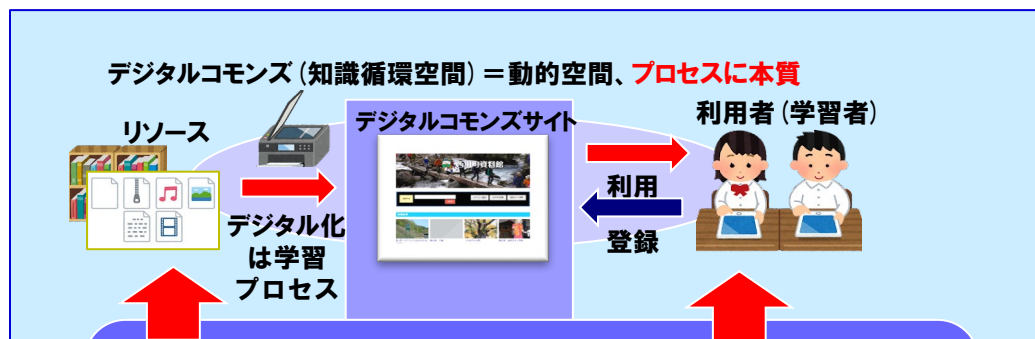 デジタルコモンズ(知識循環空間)＝動的空間、プロセスに本質
リソース
デジタルコモンズサイト
利用者(学習者)
デジタル化
は学習
プロセス
利用
登録